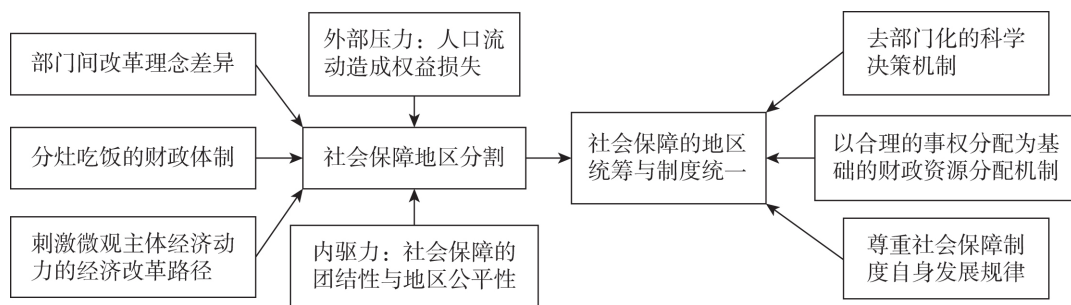 部门间改革理念差异
分灶吃饭的财政体制
刺激微观主体经济动
力的经济改革路径
外部压力：人口流
动造成权益损失
社会保障地区分割
内驱力：社会保障的
团结性与地区公平性
社会保障的地区
统筹与制度统一
去部门化的科学
决策机制
以合理的事权分配为基
础的财政资源分配机制
尊重社会保障制
度自身发展规律